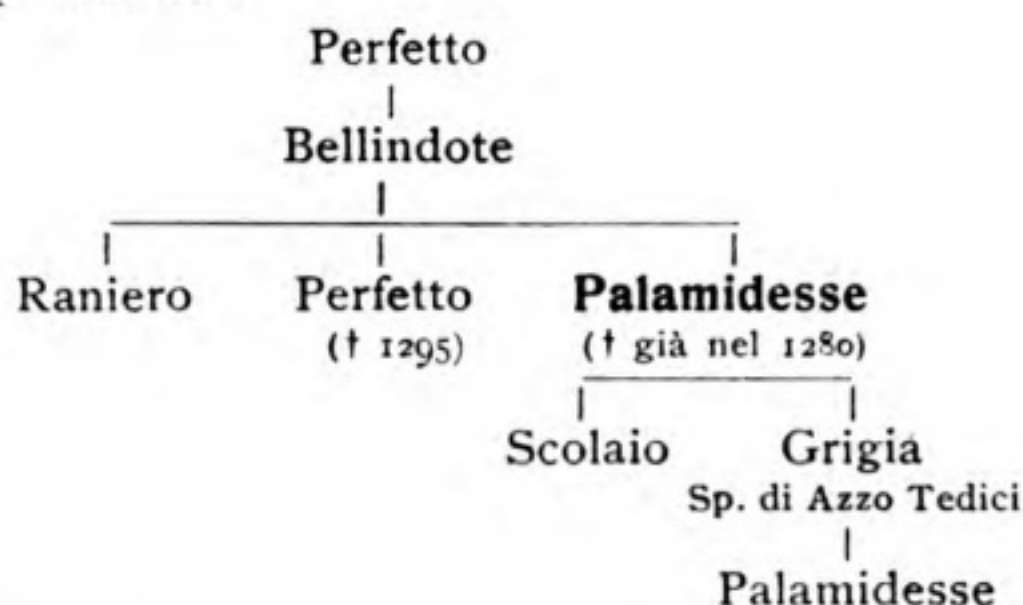 Perfetto
Bellindote
Raniero Perfetto Palamidesse
(† 1295) († già nel 1280)
Scolaio Grigia
Sp. di Azzo Tedici
Palamidesse